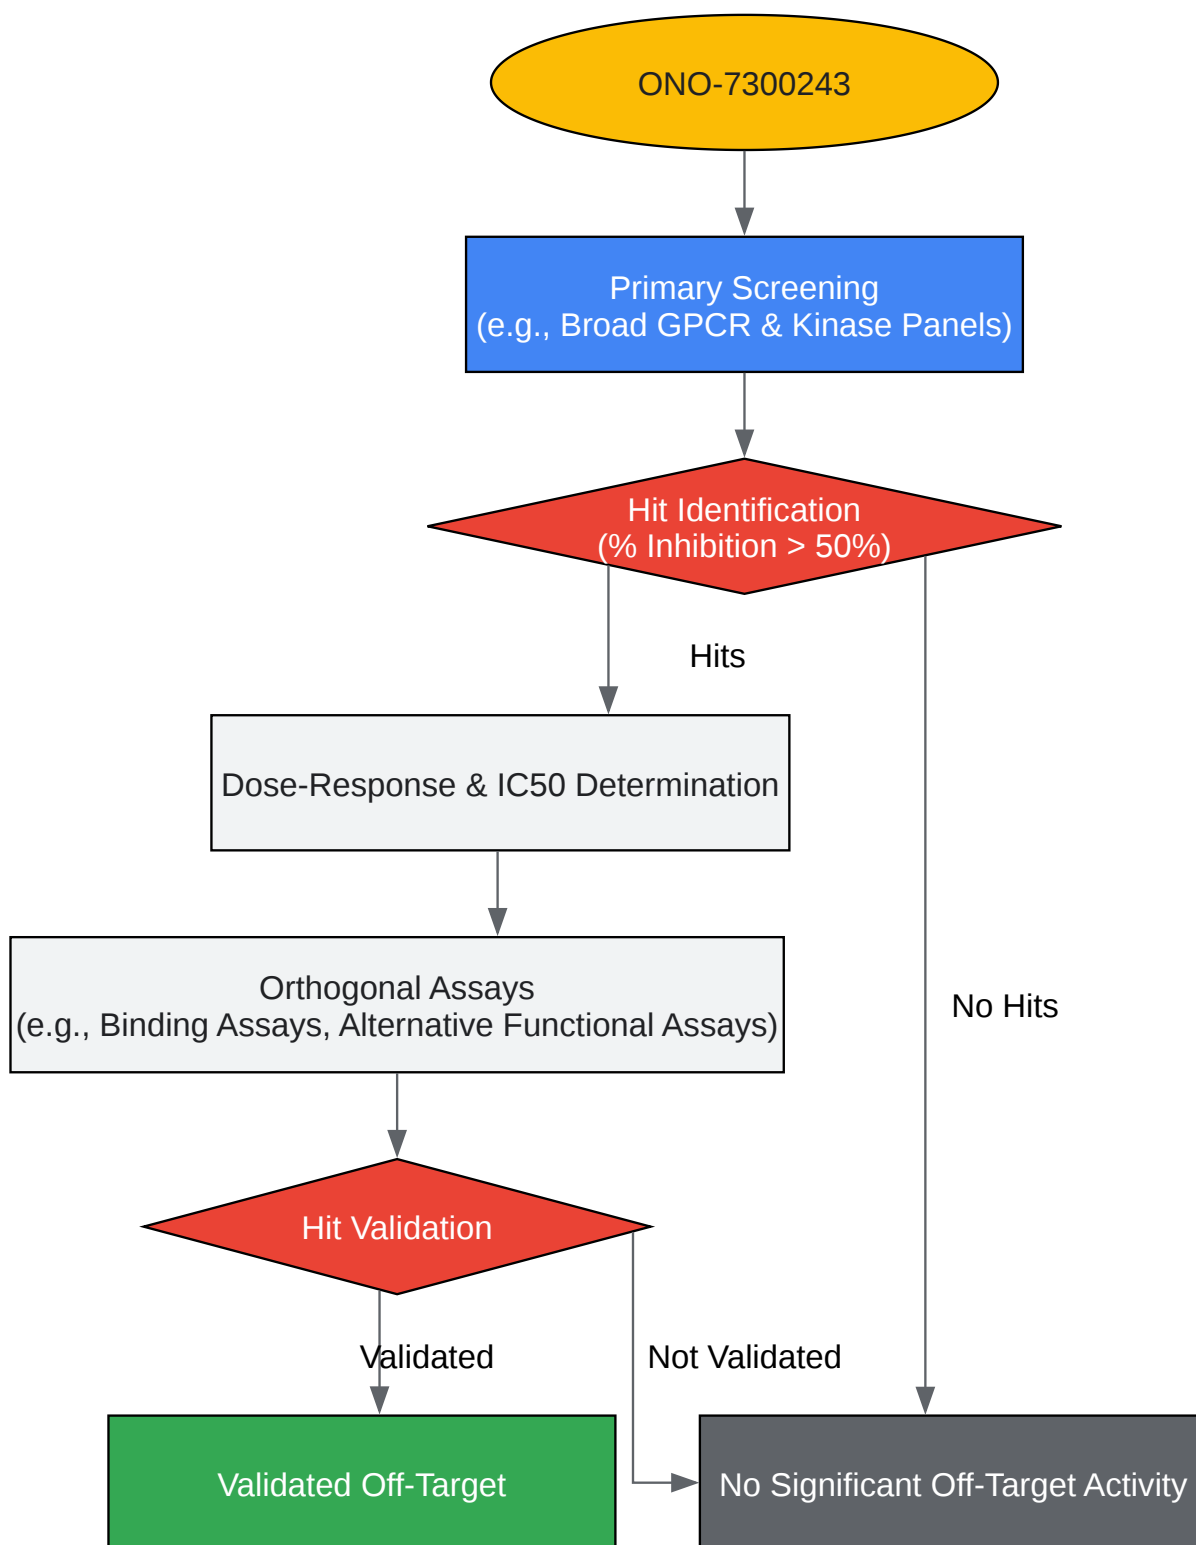 ONO-7300243
Primary Screening
(e.g., Broad GPCR & Kinase Panels)
Hit Identification
(% Inhibition > 50%)
Hits
Dose-Response & IC50 Determination
Orthogonal Assays
(e.g., Binding Assays, Alternative Functional Assays)
No Hits
Hit Validation
Validated
Not Validated
Validated Off-Target
No Significant Off-Target Activity